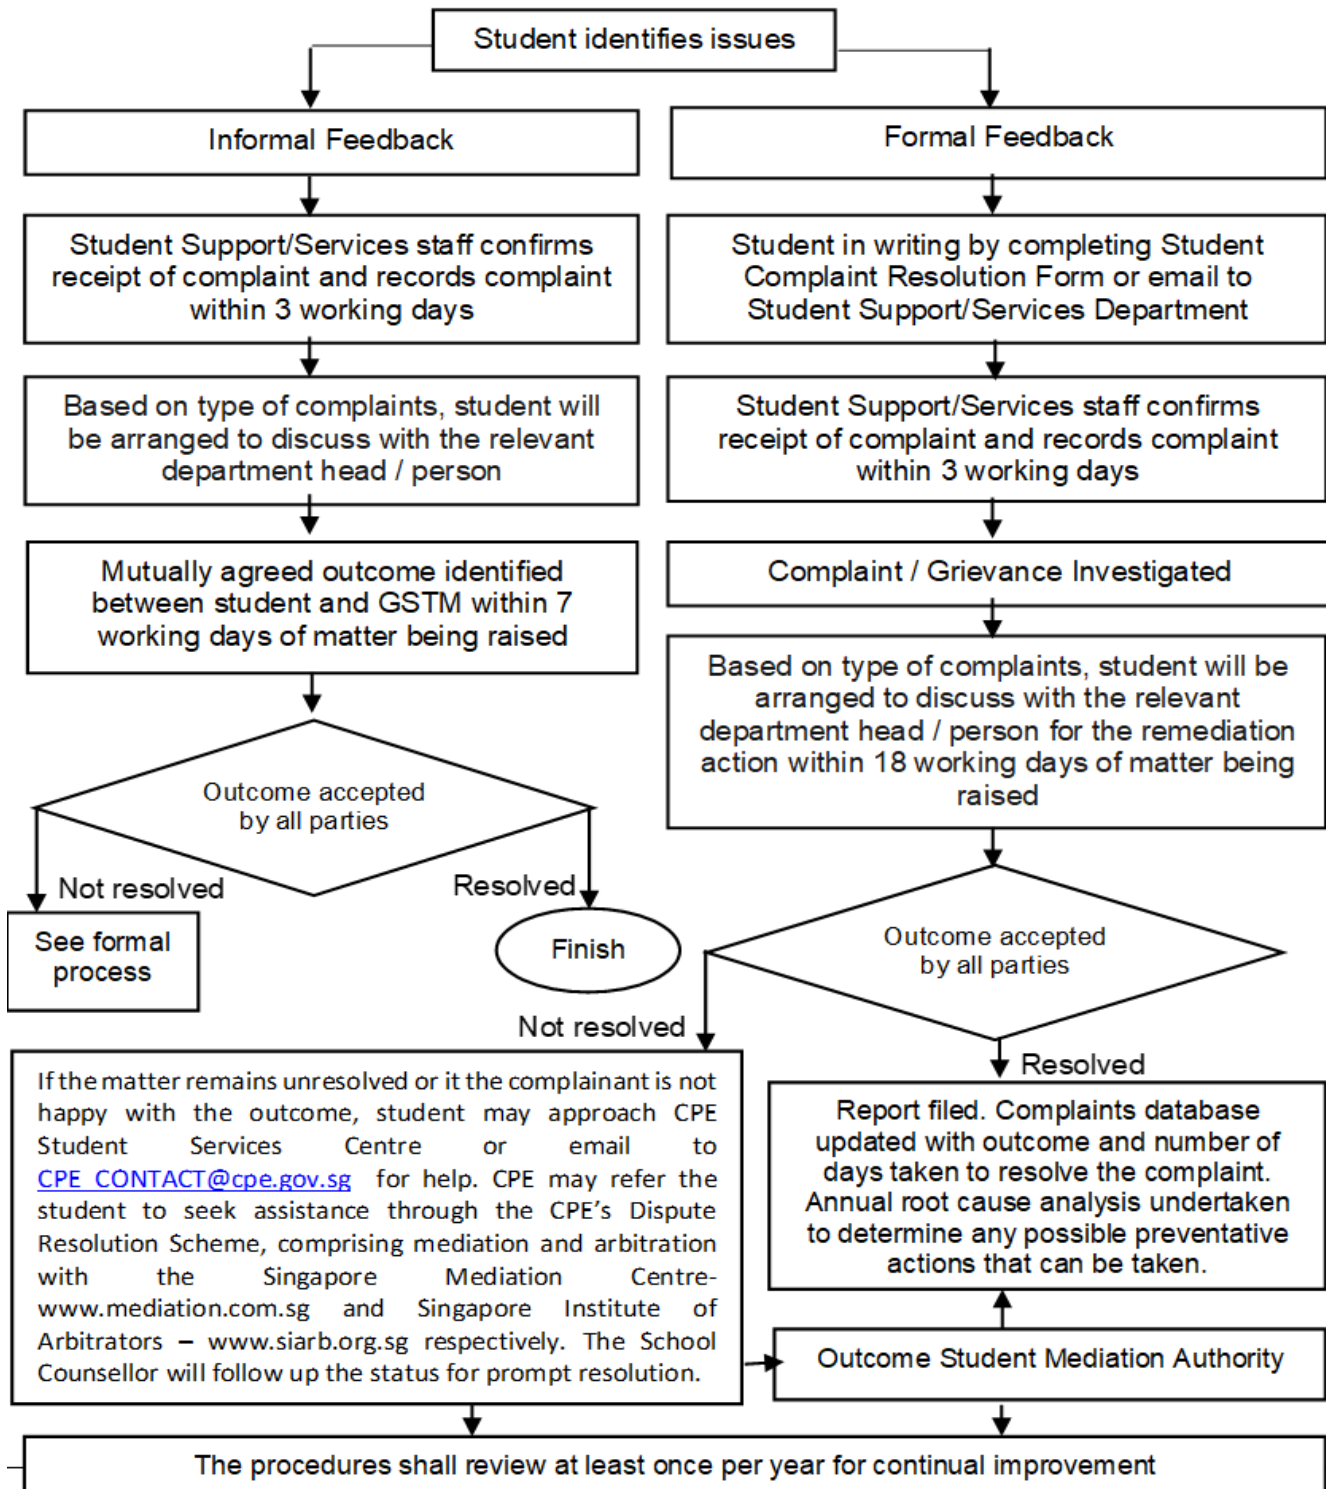 Student identifies issues
Informal Feedback
Student Support/Services staff confirms
receipt of complaint and records complaint
within 3 working days
Based on type of complaints, student will
be arranged to discuss with the relevant
department head / person
Mutually agreed outcome identified
between student and GSTM within 7
working days of matter being raised
Outcome accepted
by all parties
Not resolved
See formal
process
Resolved
Finish
Formal Feedback
Student in writing by completing Student
Complaint Resolution Form or email to
Student Support/Services Department
Student Support/Services staff confirms
receipt of complaint and records complaint
within 3 working days
Complaint / Grievance Investigated
Based on type of complaints, student will be
arranged to discuss with the relevant
department head / person for the remediation
action within 18 working days of matter being
raised
Outcome accepted
by all parties
Not resolved
If the matter remains unresolved or it the complainant is not
happy with the outcome, student may approach CPE
Student Services Centre or email to
CPE_CONTACT@cpe.gov.sg for help. CPE may refer the
student to seek assistance through the CPE's Dispute
Resolution Scheme, comprising mediation and arbitration
with the Singapore Mediation Centre-
www.mediation.com.sg and Singapore Institute of
Arbitrators – www.siarb.org.sg respectively. The School
Counsellor will follow up the status for prompt resolution.
Resolved
Report filed. Complaints database
updated with outcome and number of
days taken to resolve the complaint.
Annual root cause analysis undertaken
to determine any possible preventative
actions that can be taken.
Outcome Student Mediation Authority
The procedures shall review at least once per year for continual improvement